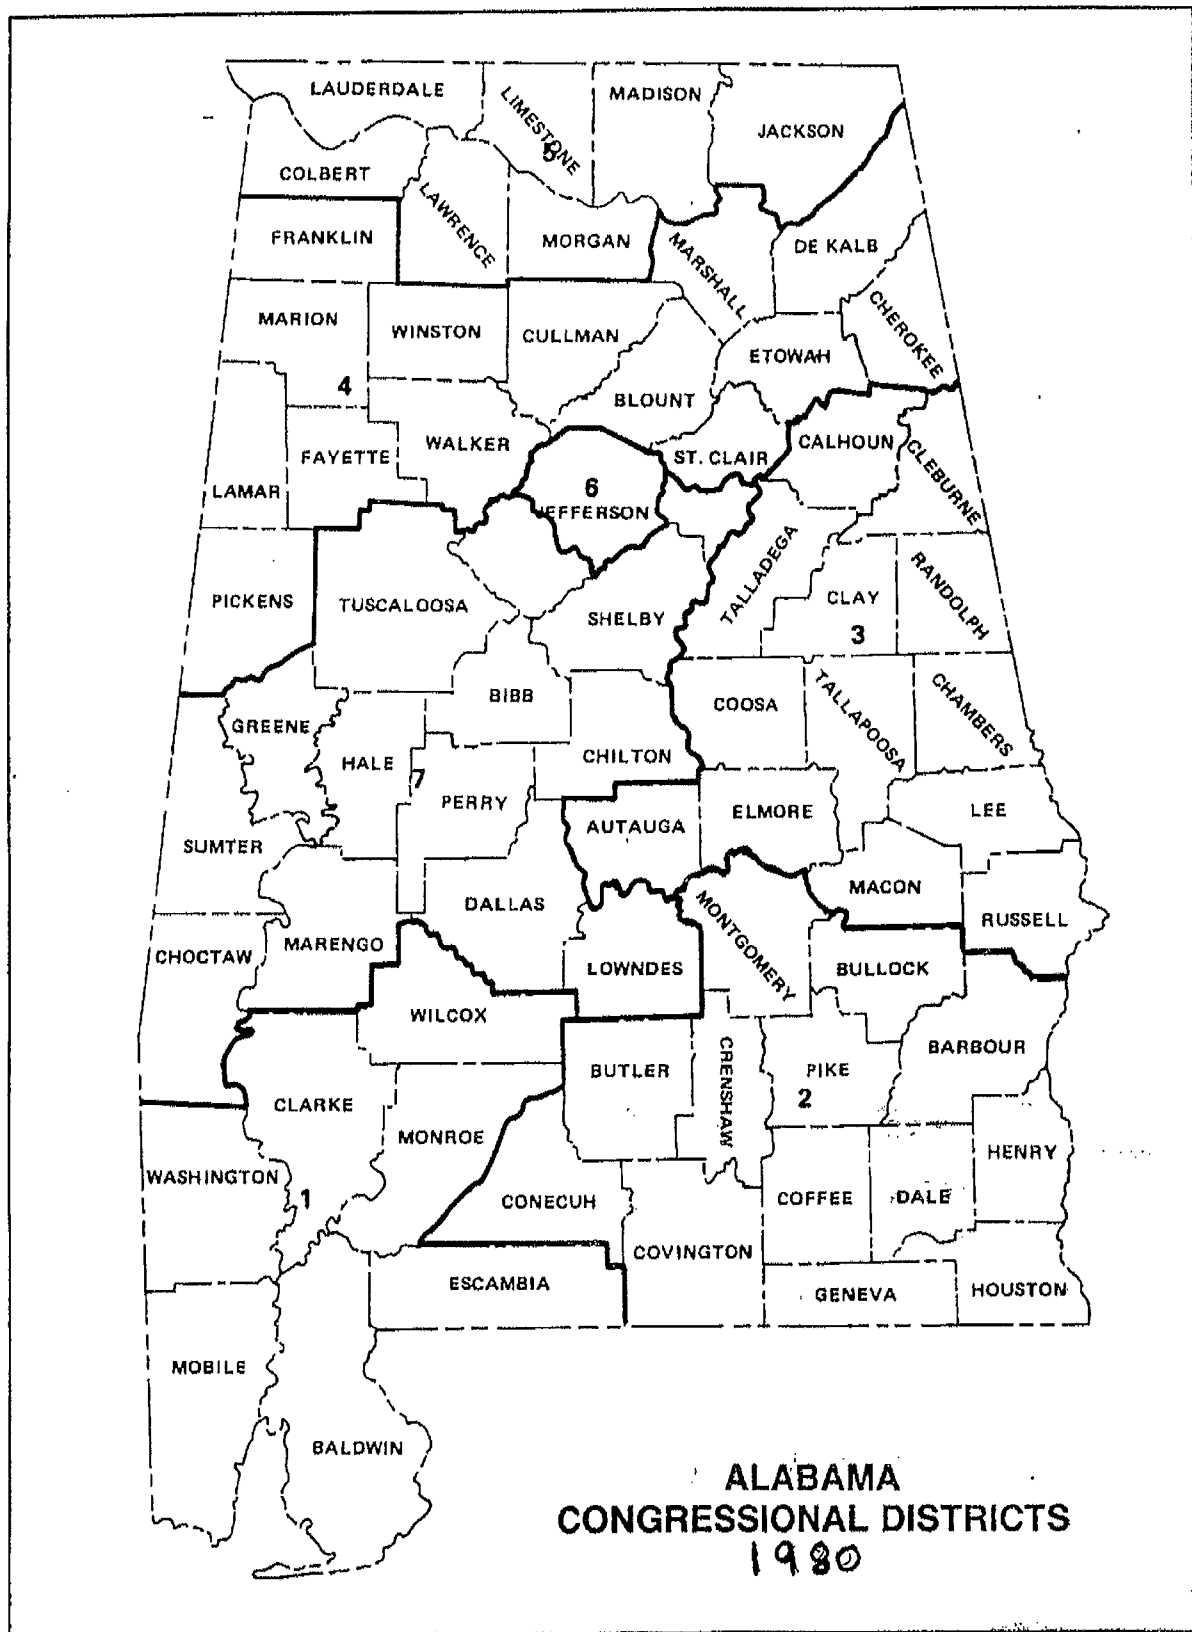 LAUDERDALE
LIMESTONE
MADISON
JACKSON
COLBERT
LAWRENCE
FRANKLIN
MORGAN
MARSHALL
DE KALB
CHEROKEE
MARION
WINSTON
CULLMAN
ETOWAH
4
BLOUNT
WALKER
FAYETTE
LAMAR
ST. CLAIR
CALHOUN
CLEBURNE
6
JEFFERSON
TALLADEGA
RANDOLPH
PICKENS
TUSCALOOSA
SHELBY
CLAY
3
BIBB
COOSA
TALLAPOOSA
CHAMBERS
GREENE
HALE
7
CHILTON
PERRY
AUTAUGA
ELMORE
LEE
SUMTER
DALLAS
MACON
RUSSELL
CHOCTAW
MARENGO
LOWNDES
MONTGOMERY
BULLOCK
WILCOX
BARBOUR
BUTLER
CRENSHAW
PIKE
2
CLARKE
MONROE
HENRY
WASHINGTON
1
CONECUH
COFFEE
DALE
COVINGTON
ESCAMBIA
GENEVA
HOUSTON
MOBILE
BALDWIN
ALABAMA
CONGRESSIONAL DISTRICTS
1980